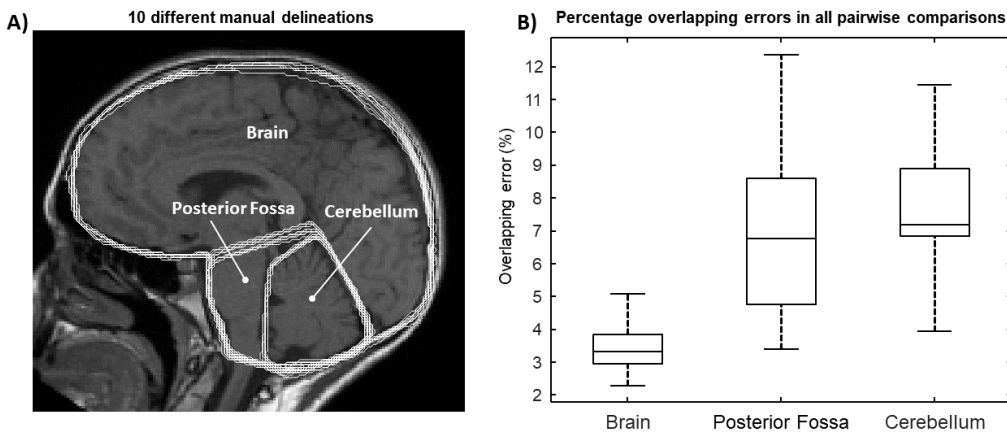 A)
10 different manual delineations
Brain
Posterior Fossa
Cerebellum
B)
Percentage overlapping errors in all pairwise comparisons
Overlapping error (%)
12
11
10
9
8
7
6
5
4
3
2
Brain
Posterior Fossa
Cerebellum